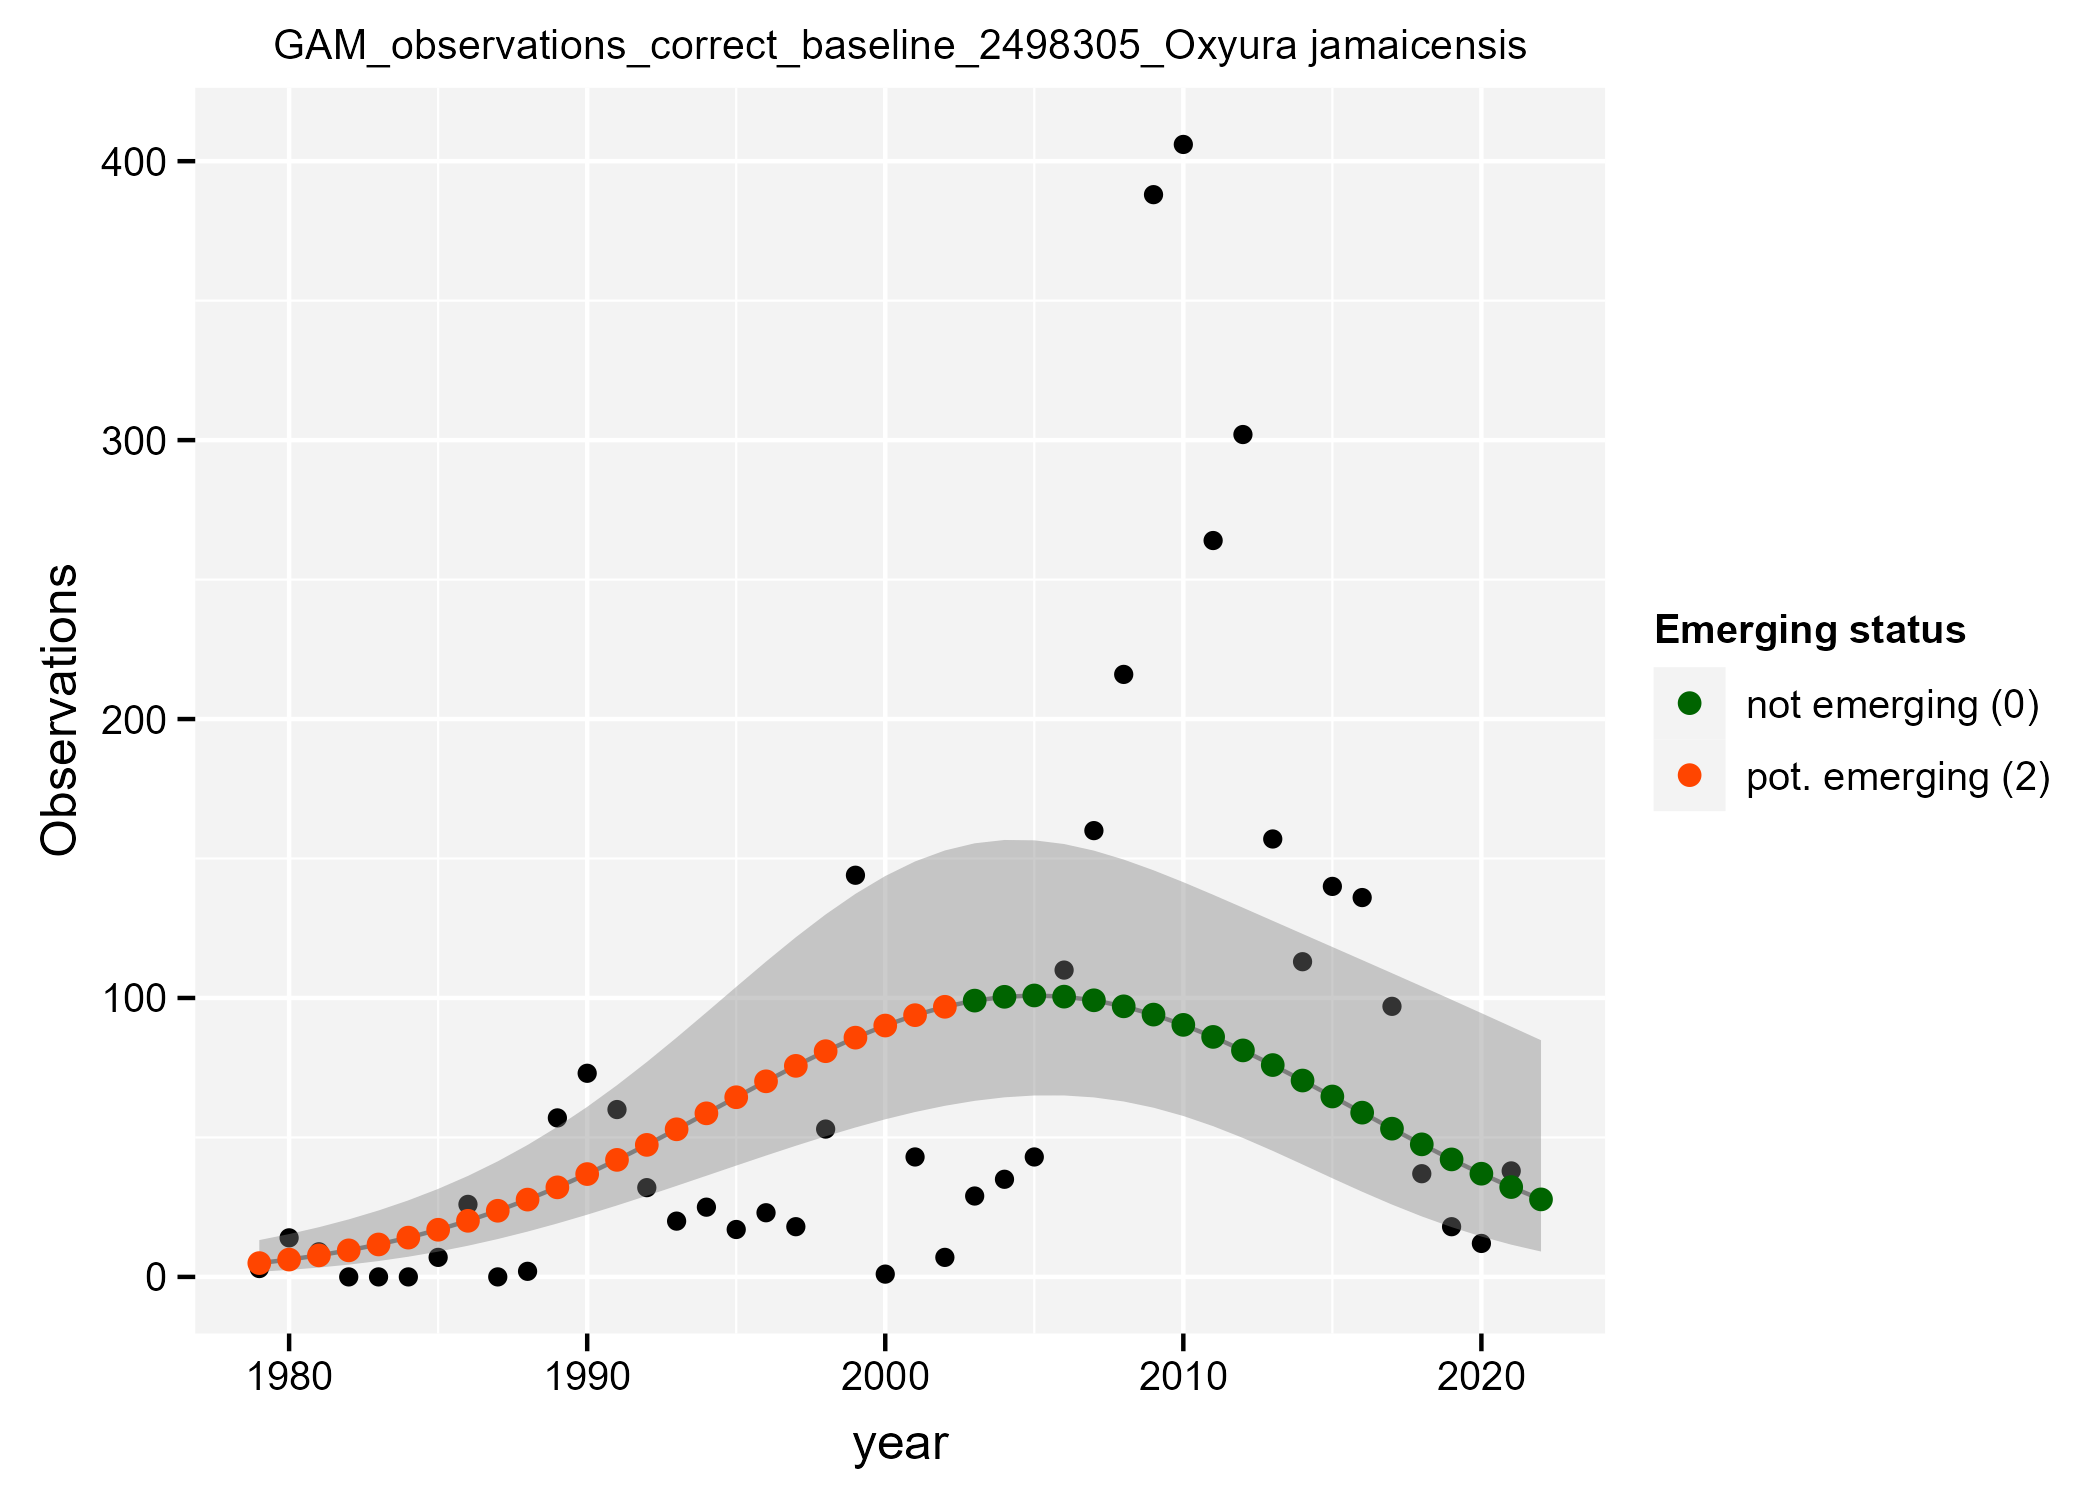 GAM_observations_correct_baseline_2498305_Oxyura jamaicensis
Observations
400
300
200
100
0
1980
1990
2000
2010
2020
year
Emerging status
not emerging (0)
pot. emerging (2)